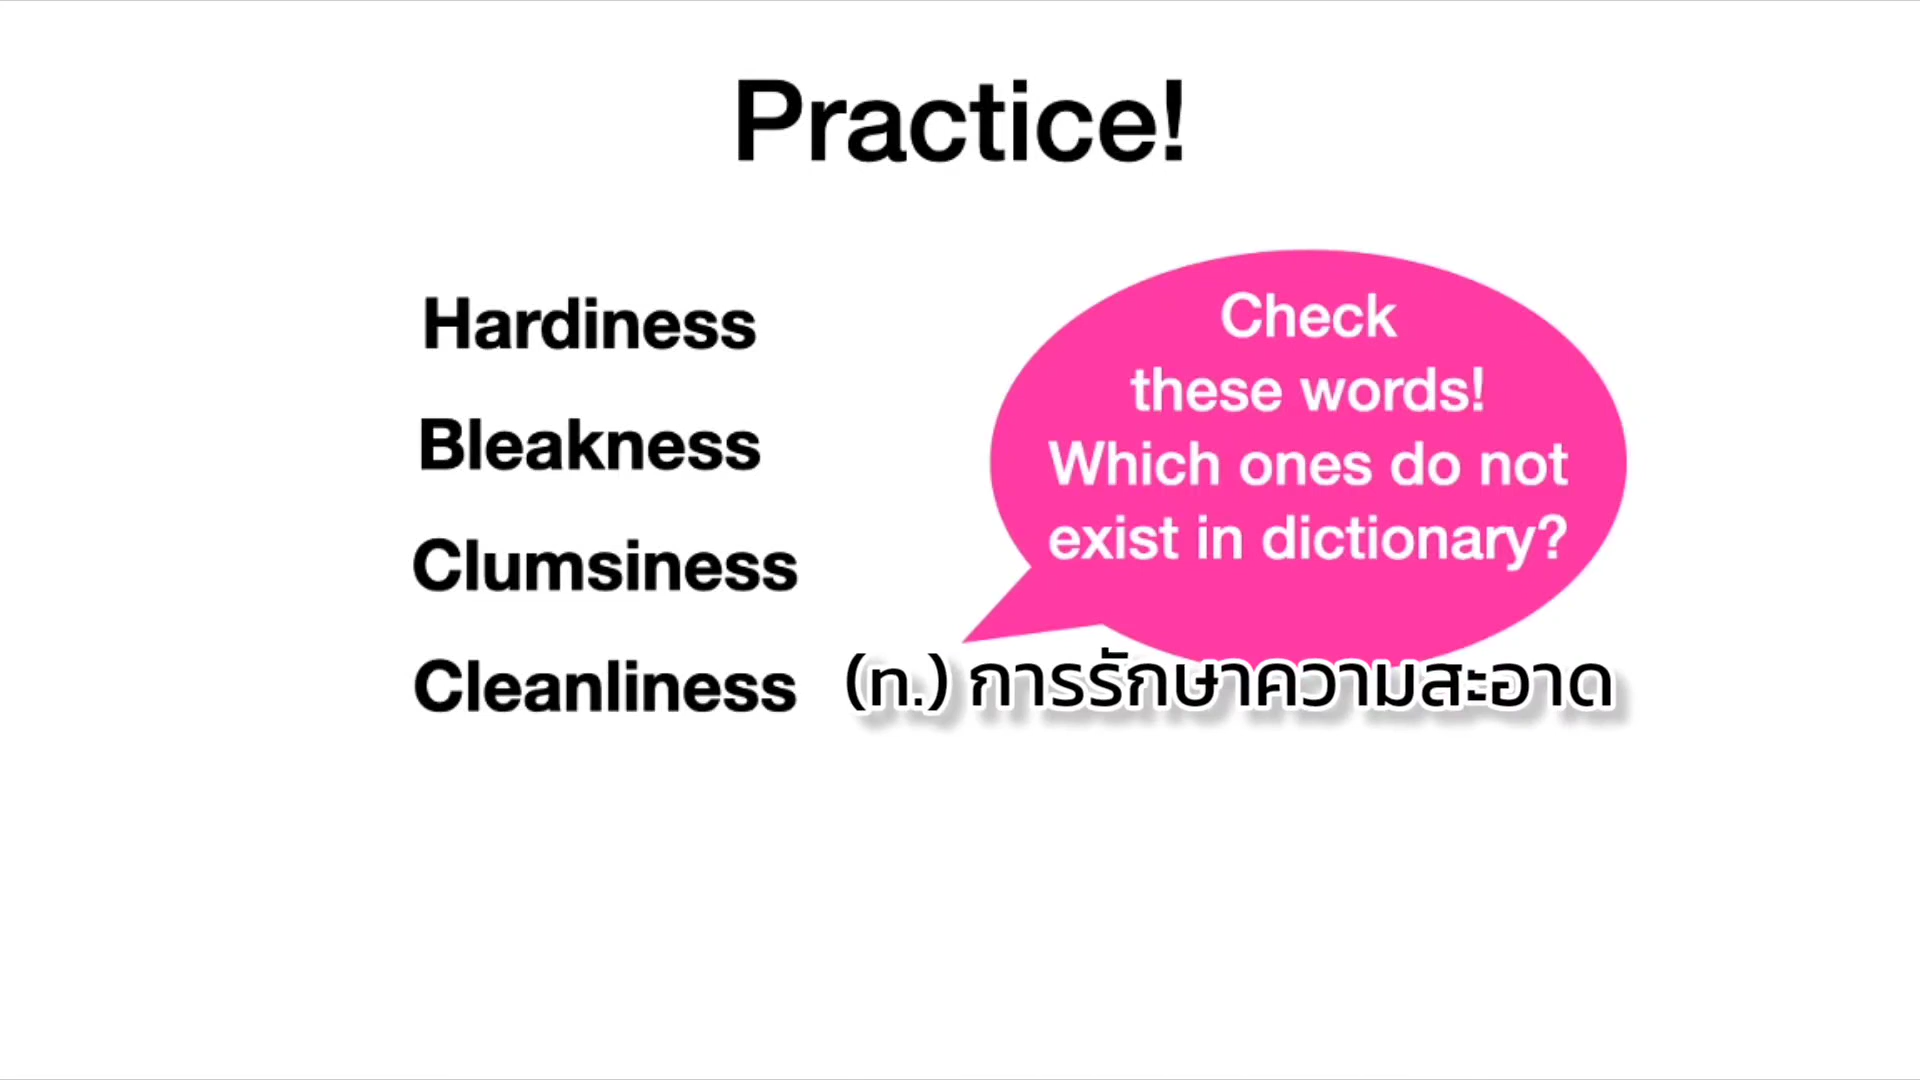 Practice!
Hardiness
Bleakness
Clumsiness
Cleanliness (n.) การรักษาความสะอาด
Check
these words!
Which ones do not
exist in dictionary?